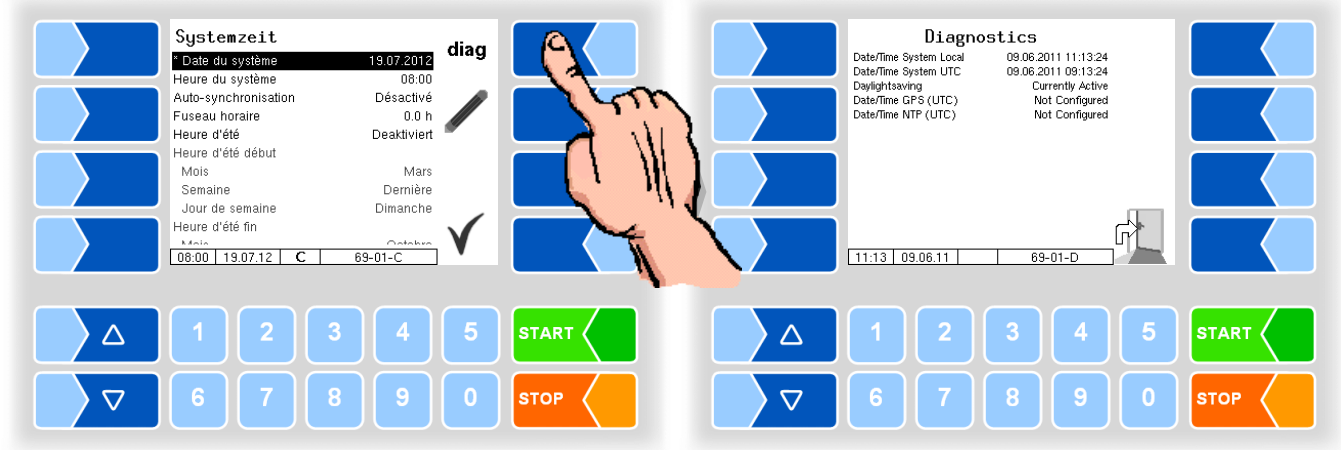 Systemzeit
diag
* Date du système 19.07.2012
Heure du système 08:00
Auto-synchronisation Désactivé
Fuseau horaire 0.0 h
Heure d'été Deaktiviert
Heure d'été début
Mois Mars
Semaine Dernière
Jour de semaine Dimanche
Heure d'été fin
Mois Octobre
08:00 19.07.12 C 69-01-C
1 2 3 4 5 START
6 7 8 9 0 STOP
Diagnostics
Date/Time System Local 09.06.2011 11:13:24
Date/Time System UTC 09.06.2011 09:13:24
Daylightsaving Currently Active
Date/Time GPS (UTC) Not Configured
Date/Time NTP (UTC) Not Configured
11:13 09.06.11 69-01-D
1 2 3 4 5 START
6 7 8 9 0 STOP